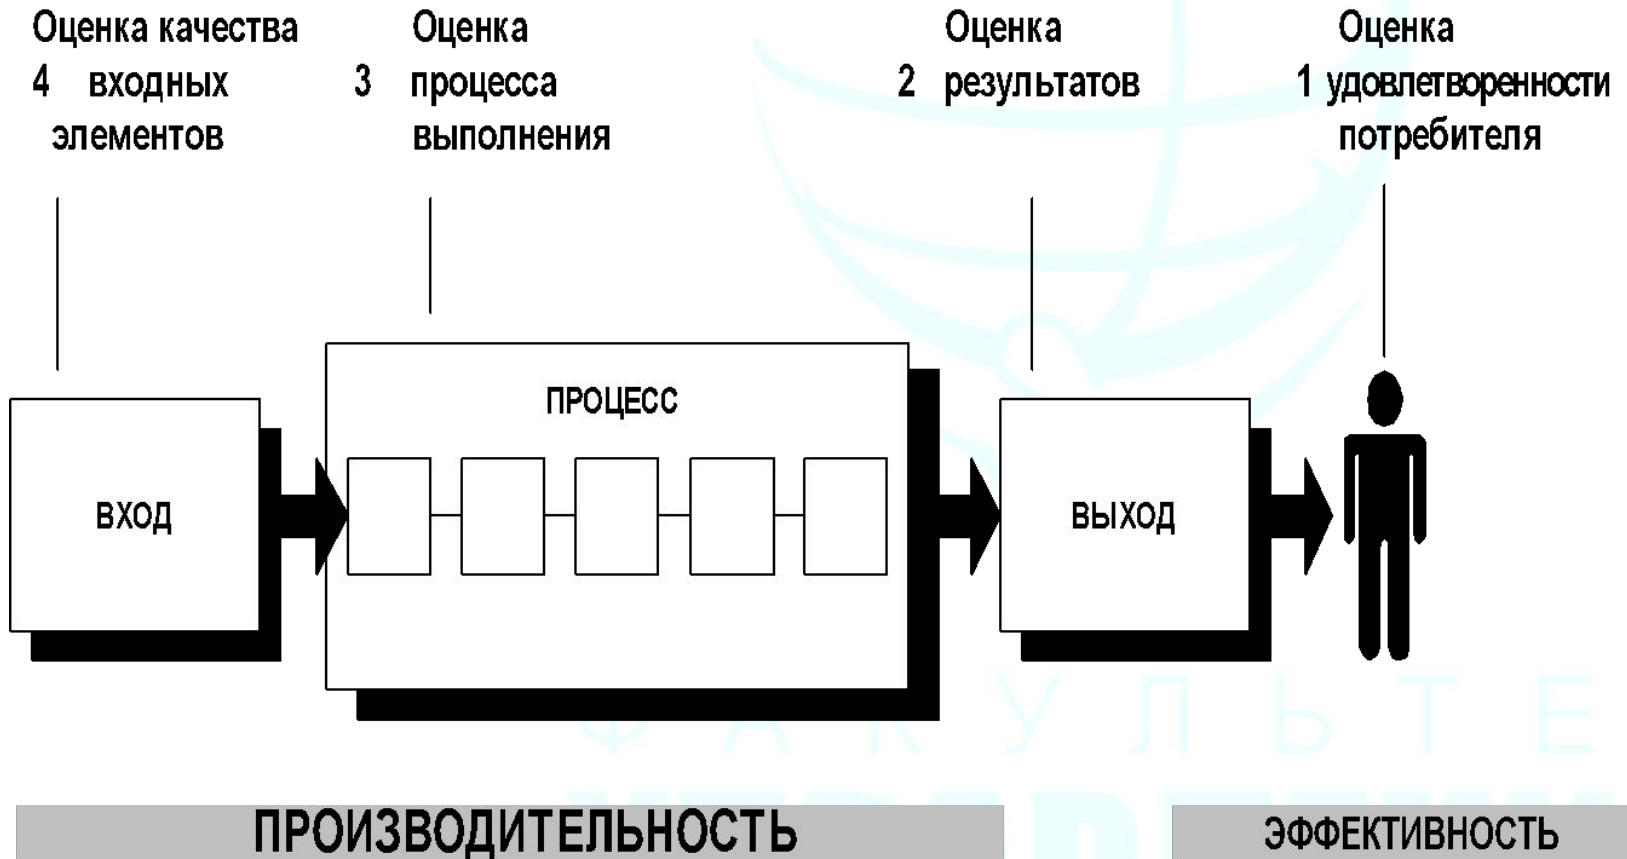 Оценка качества
4 входных
элементов
Оценка
3 процесса
выполнения
Оценка
2 результатов
Оценка
1 удовлетворенности
потребителя
ПРОЦЕСС
ВХОД
ВЫХОД
ФАКУЛЬТЕ
ПРОИЗВОДИТЕЛЬНОСТЬ
ЭФФЕКТИВНОСТЬ